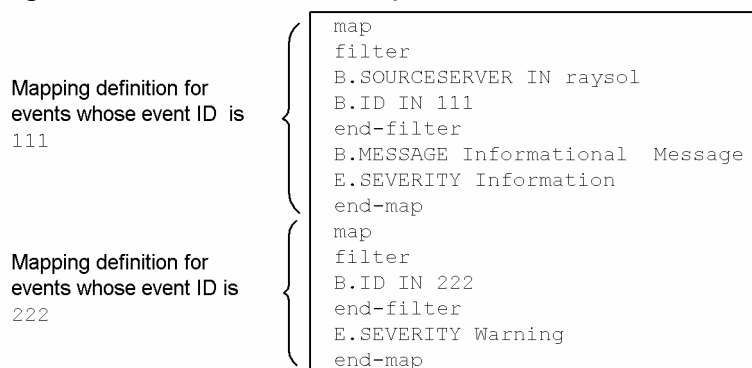 Mapping definition for
events whose event ID is
111
map
filter
B.SOURCESERVER IN raysol
B.ID IN 111
end-filter
B.MESSAGE Informational Message
E.SEVERITY Information
end-map
Mapping definition for
events whose event ID is
222
map
filter
B.ID IN 222
end-filter
E.SEVERITY Warning
end-map